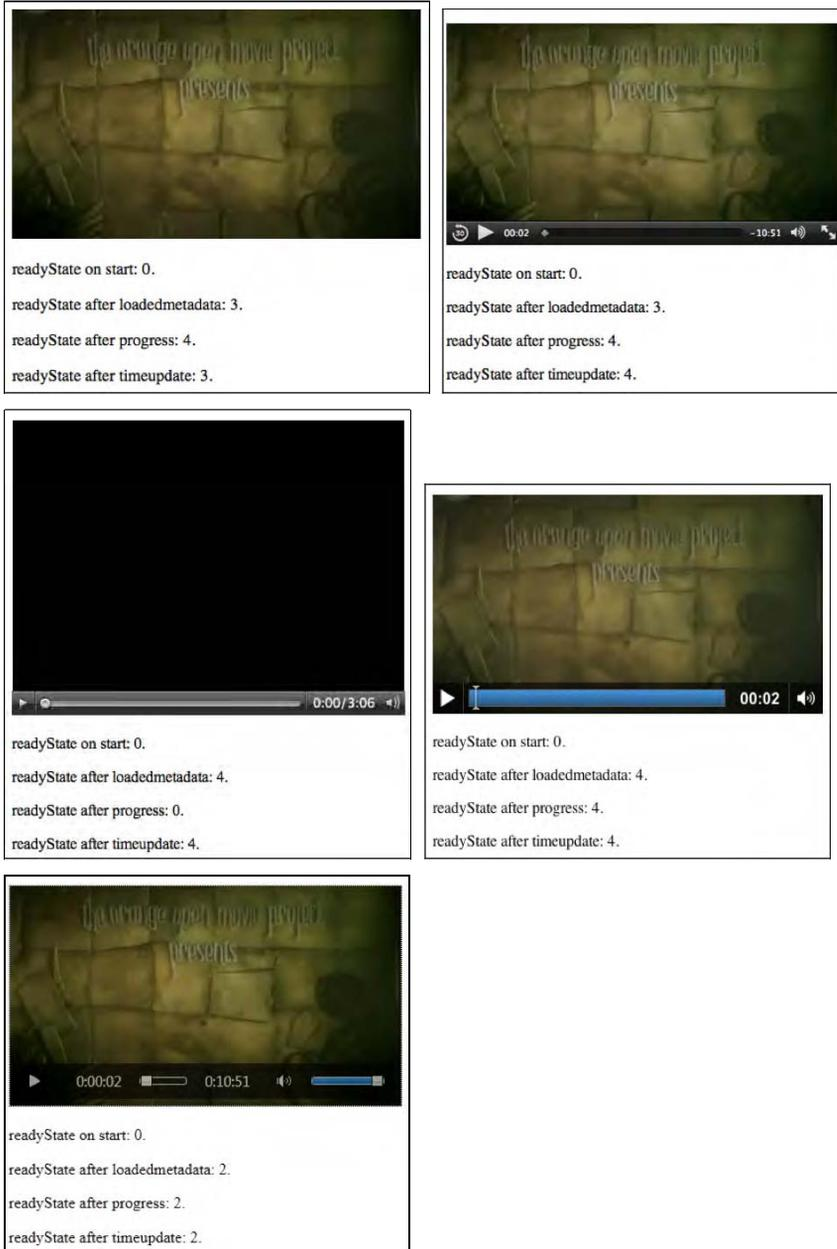 the orange open movie project
presents
readyState on start: 0.
readyState after loadedmetadata: 3.
readyState after progress: 4.
readyState after timeupdate: 3.
the orange open movie project
presents
30 00:02 -10:51
readyState on start: 0.
readyState after loadedmetadata: 3.
readyState after progress: 4.
readyState after timeupdate: 4.
0:00/3:06
readyState on start: 0.
readyState after loadedmetadata: 4.
readyState after progress: 0.
readyState after timeupdate: 4.
the orange open movie project
presents
00:02
readyState on start: 0.
readyState after loadedmetadata: 4.
readyState after progress: 4.
readyState after timeupdate: 4.
the orange open movie project
presents
0:00:02 0:10:51
readyState on start: 0.
readyState after loadedmetadata: 2.
readyState after progress: 2.
readyState after timeupdate: 2.